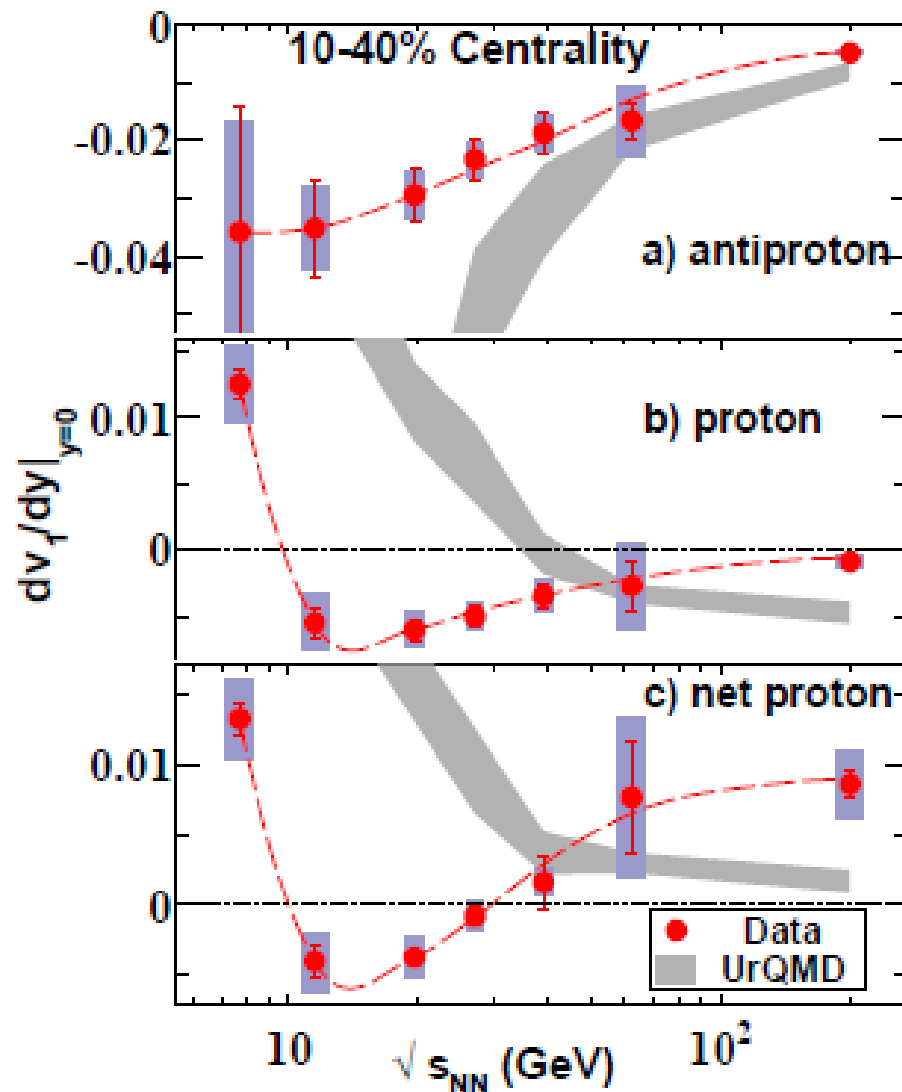 0
10-40% Centrality
-0.02
-0.04
a) antiproton
0.01
b) proton
0
dv₁/dy|y=0
c) net proton
0.01
0
Data
UrQMD
10
10²
√ sNN (GeV)